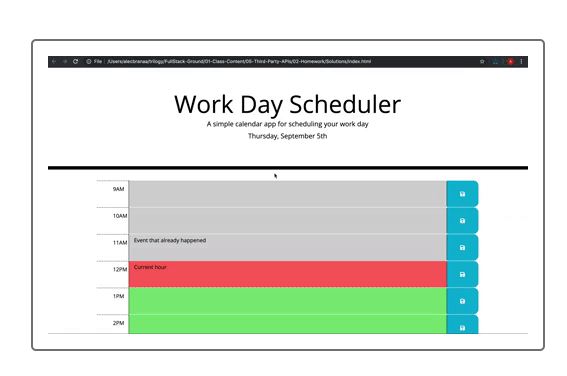 File | /Users/alectranaa/trilogy/FullStack-Ground/01-Class-Content/05-Third-Party-APIs/02-Homework/Solutions/index.html
Work Day Scheduler
A simple calendar app for scheduling your work day
Thursday, September 5th
9AM
10AM
11AM Event that already happened
12PM Current hour
1PM
2PM